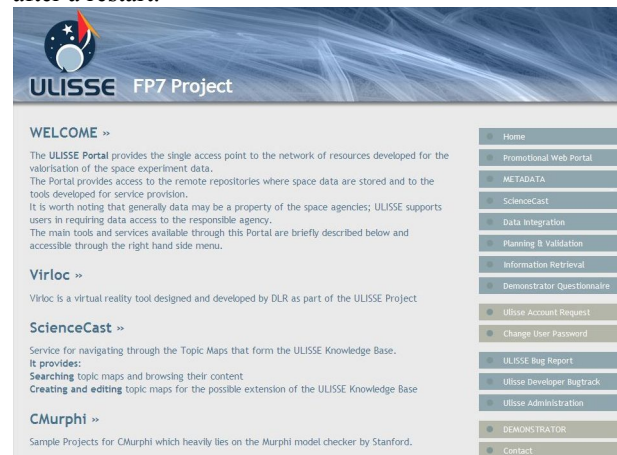 after a restart.
ULISSE FP7 Project
WELCOME »
The ULISSE Portal provides the single access point to the network of resources developed for the
valorisation of the space experiment data.
The Portal provides access to the remote repositories where space data are stored and to the
tools developed for service provision.
It is worth noting that generally data may be a property of the space agencies; ULISSE supports
users in requiring data access to the responsible agency.
The main tools and services available through this Portal are briefly described below and
accessible through the right hand side menu.
Virloc »
Virloc is a virtual reality tool designed and developed by DLR as part of the ULISSE Project
ScienceCast »
Service for navigating through the Topic Maps that form the ULISSE Knowledge Base.
It provides:
Searching topic maps and browsing their content
Creating and editing topic maps for the possible extension of the ULISSE Knowledge Base
CMurphi »
Sample Projects for CMurphi which heavily lies on the Murphi model checker by Stanford.
Home
Promotional Web Portal
METADATA
ScienceCast
Data Integration
Planning & Validation
Information Retrieval
Demonstrator Questionnaire
Ulisse Account Request
Change User Password
ULISSE Bug Report
Ulisse Developer Bugtrack
Ulisse Administration
DEMONSTRATOR
Contact